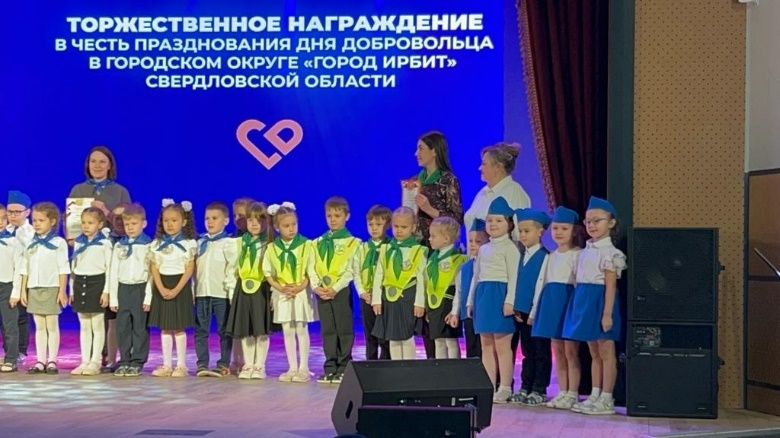 ТОРЖЕСТВЕННОЕ НАГРАЖДЕНИЕ
В ЧЕСТЬ ПРАЗДНОВАНИЯ ДНЯ ДОБРОВОЛЬЦА
В ГОРОДСКОМ ОКРУГЕ «ГОРОД ИРБИТ»
СВЕРДЛОВСКОЙ ОБЛАСТИ